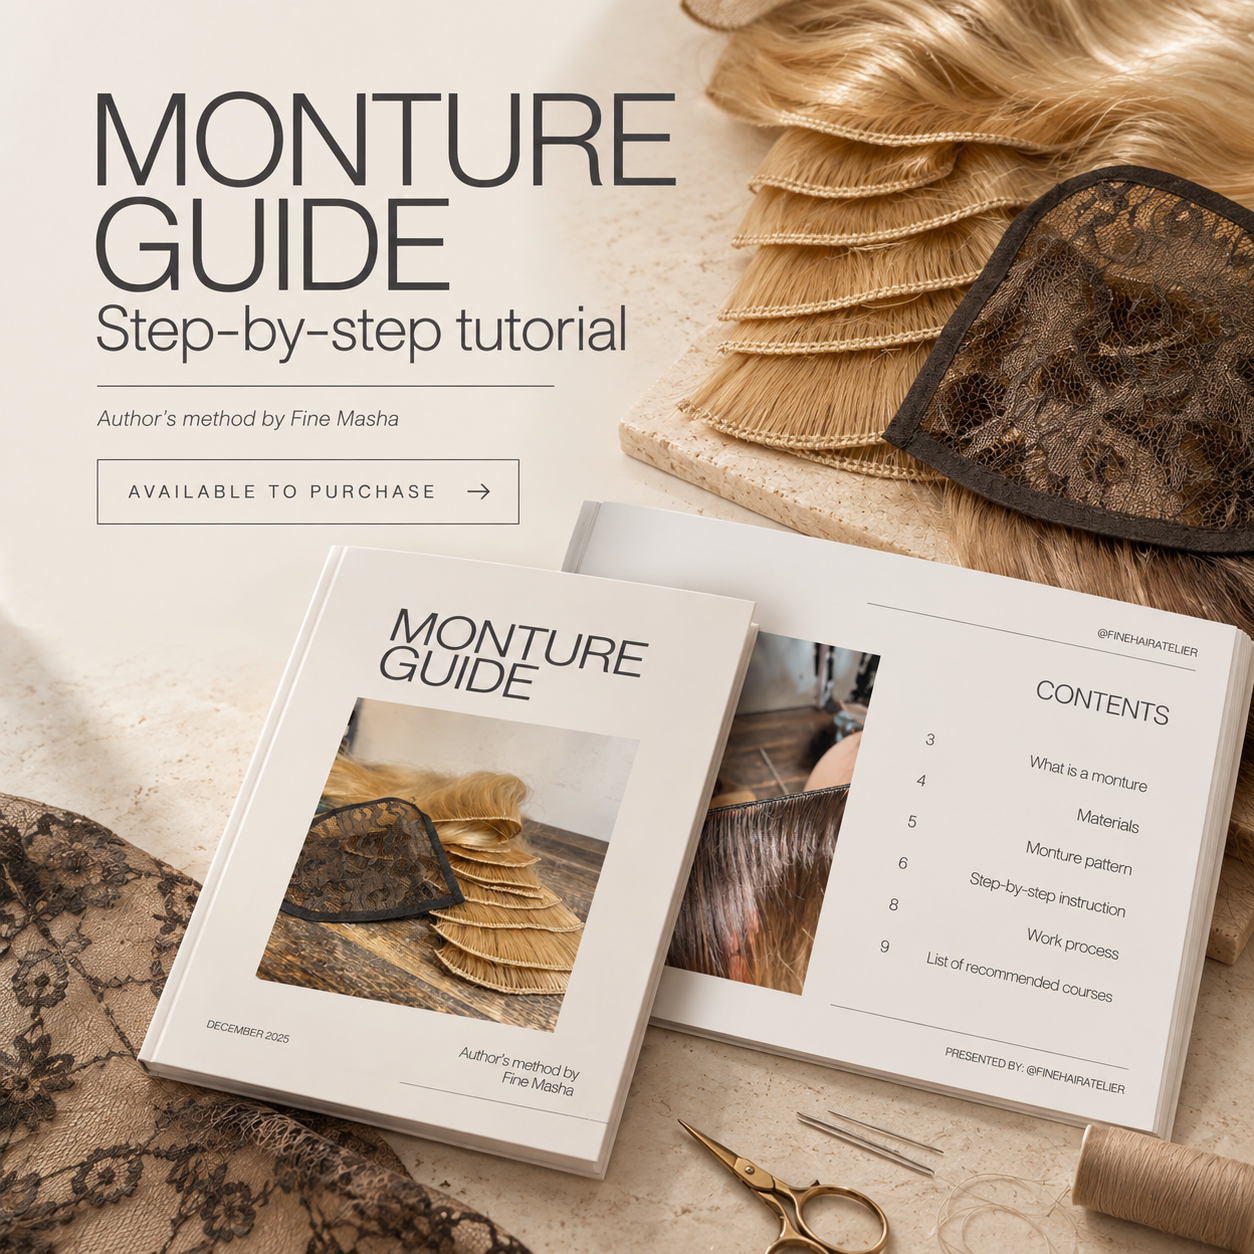 MONTURE
GUIDE
Step-by-step tutorial
Author's method by Fine Masha
AVAILABLE TO PURCHASE →
MONTURE
GUIDE
DECEMBER 2025
Author's method by
Fine Masha
@FINEHAIRATELIER
CONTENTS
3 What is a monture
4 Materials
5 Monture pattern
6 Step-by-step instruction
8 Work process
9 List of recommended courses
PRESENTED BY: @FINEHAIRATELIER